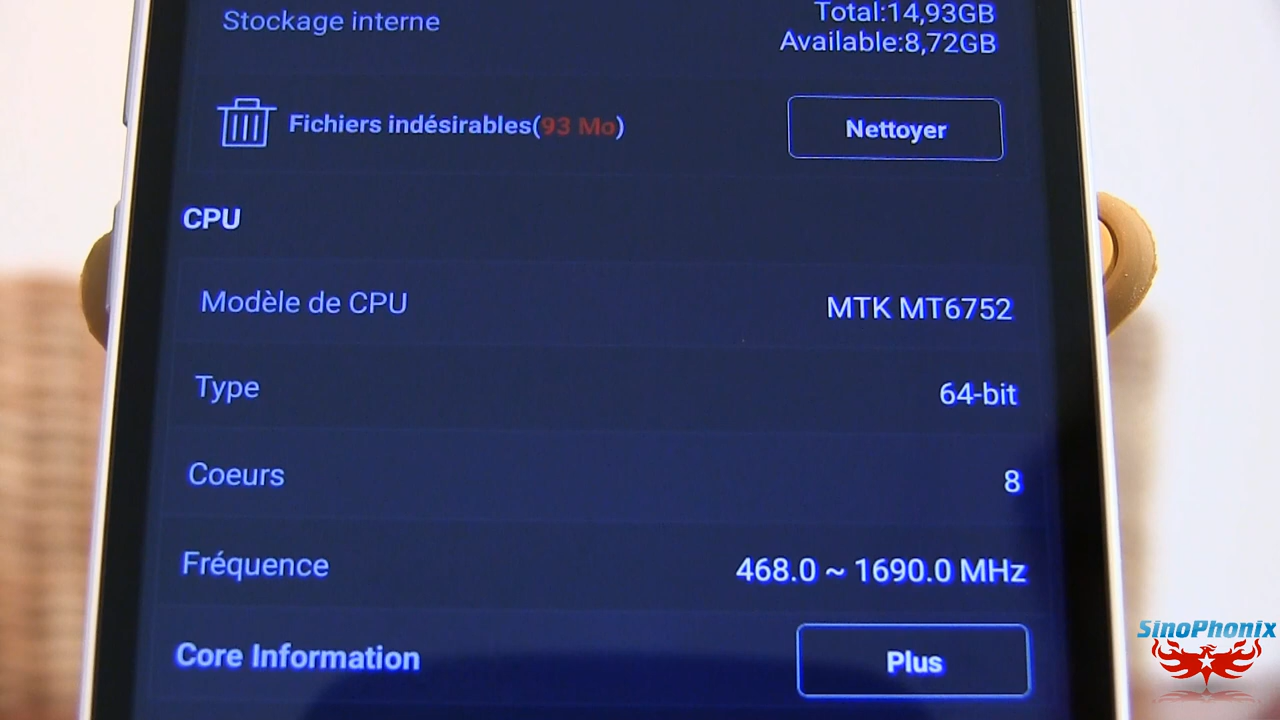 Stockage interne
Total:14,93GB
Available:8,72GB
Fichiers indésirables(93 Mo)
Nettoyer
CPU
Modèle de CPU
MTK MT6752
Type
64-bit
Coeurs
8
Fréquence
468.0 ~ 1690.0 MHz
Core Information
Plus
SinoPhonix